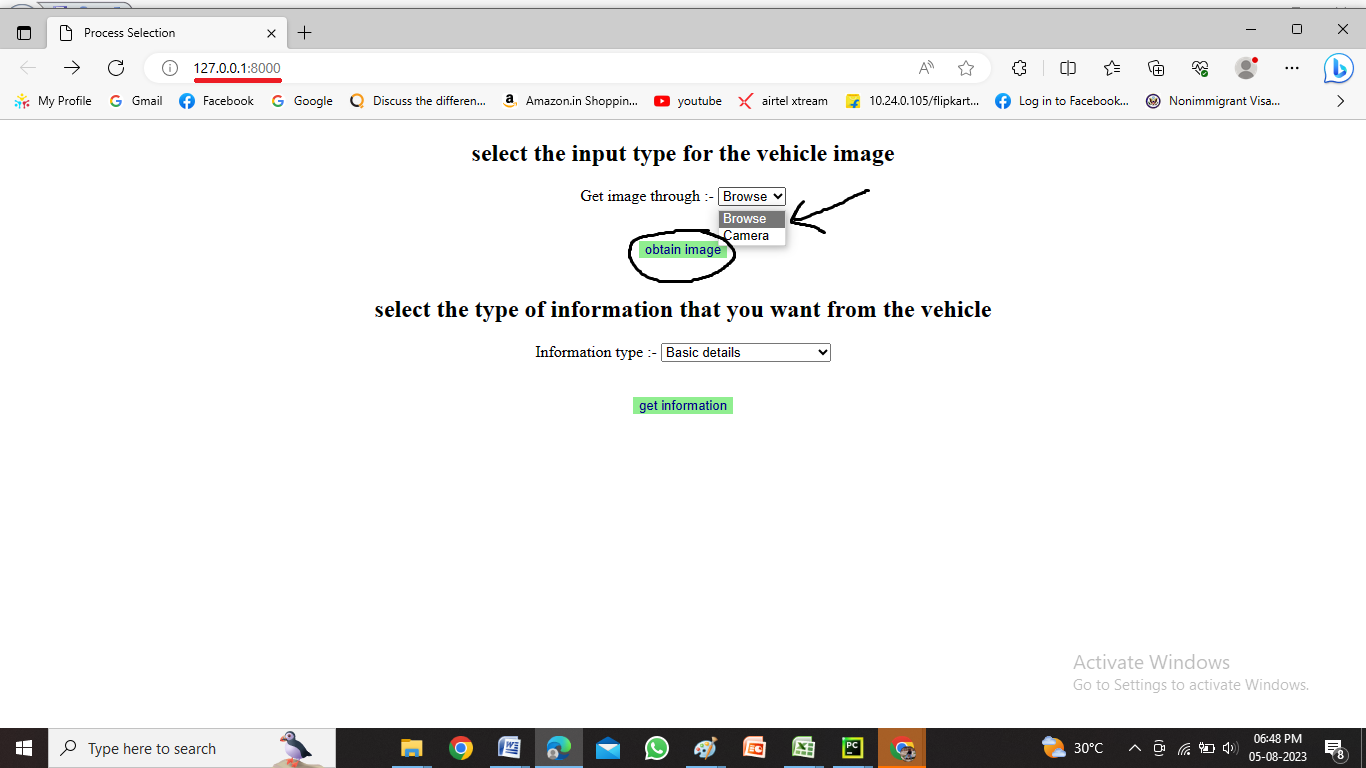 Process Selection
127.0.0.1:8000
My Profile Gmail Facebook Google Discuss the differen... Amazon.in Shoppin... youtube airtel xtream 10.24.0.105/flipkart... Log in to Facebook... Nonimmigrant Visa...
select the input type for the vehicle image
Get image through :- Browse
Browse
Camera
obtain image
select the type of information that you want from the vehicle
Information type :- Basic details
get information
Activate Windows
Go to Settings to activate Windows.
Type here to search
30°C
06:48 PM
05-08-2023
8